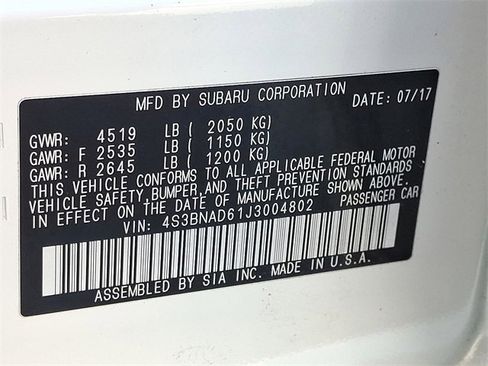 MFD BY SUBARU CORPORATION
DATE: 07/17
GVWR: 4519 LB ( 2050 KG)
GAWR: F 2535 LB ( 1150 KG)
GAWR: R 2645 LB ( 1200 KG)
THIS VEHICLE CONFORMS TO ALL APPLICABLE FEDERAL MOTOR
VEHICLE SAFETY, BUMPER, AND THEFT PREVENTION STANDARDS
IN EFFECT ON THE DATE OF MANUFACTURE SHOWN ABOVE.
VIN: 4S3BNAD61J3004802 PASSENGER CAR
ASSEMBLED BY SIA INC. MADE IN U.S.A.